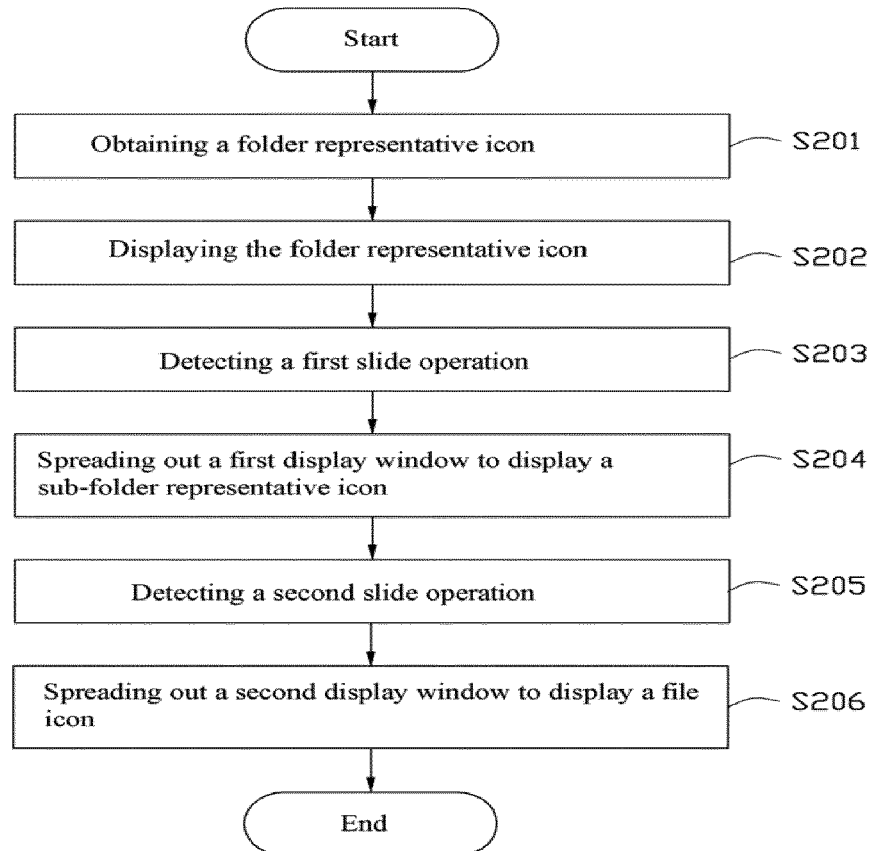 Start
Obtaining a folder representative icon
S201
Displaying the folder representative icon
S202
Detecting a first slide operation
S203
Spreading out a first display window to display a
sub-folder representative icon
S204
Detecting a second slide operation
S205
Spreading out a second display window to display a file
icon
S206
End